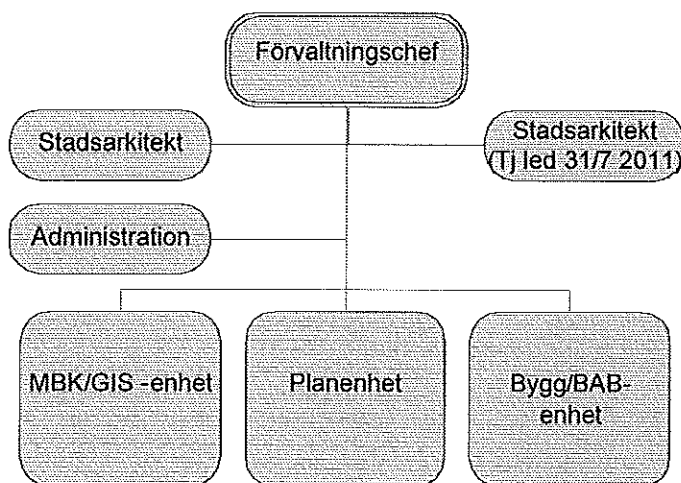 Förvaltningschef
Stadsarkitekt
Stadsarkitekt
(Tj led 31/7 2011)
Administration
MBK/GIS -enhet
Planenhet
Bygg/BAB-
enhet